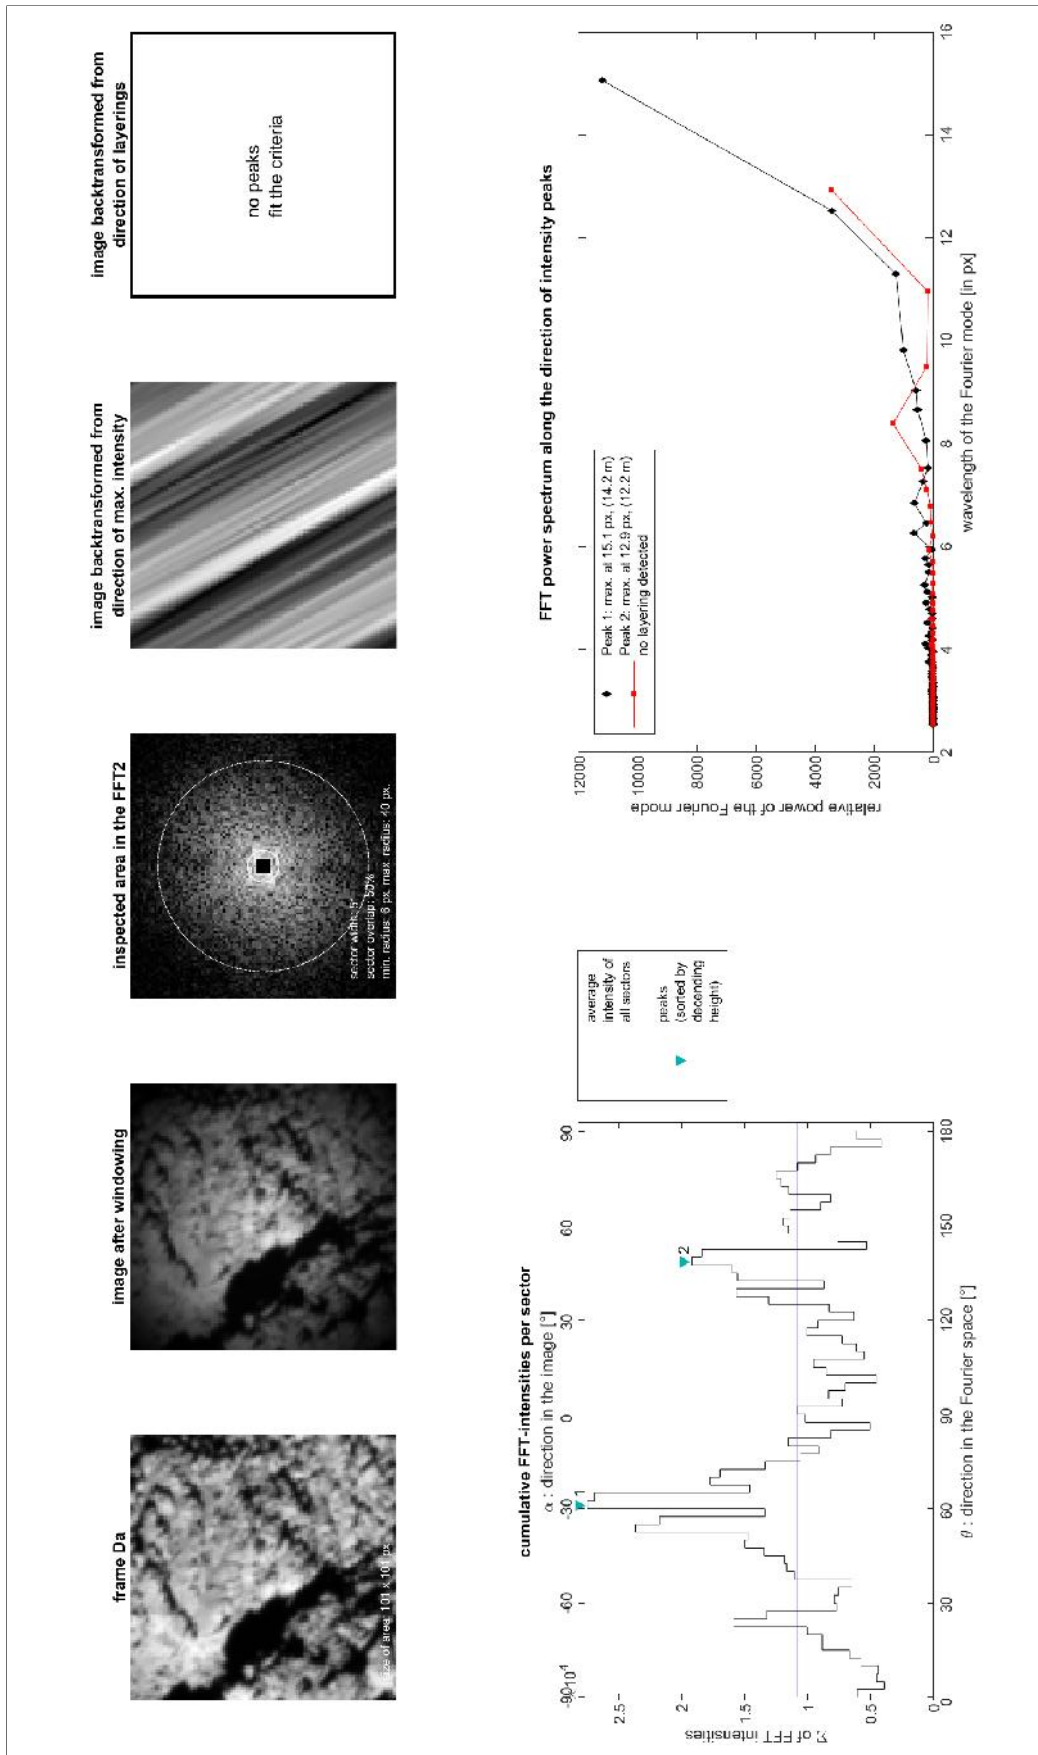 frame Da
size of area: 101 x 101 px
image after windowing
inspected area in the FFT2
sector width: 5°
sector overlap: 50%
min. radius: 6 px, max. radius: 40 px.
image backtransformed from
direction of max. intensity
image backtransformed from
direction of layerings
no peaks
fit the criteria
cumulative FFT-intensities per sector
α : direction in the image [°]
-90 -60 -30 0 30 60 90
10⁴
2.5
2
1.5
1
0.5
0
Σ of FFT intensities
1
2
0 30 60 90 120 150 180
θ : direction in the Fourier space [°]
average
intensity of
all sectors
peaks
(sorted by
decending
height)
FFT power spectrum along the direction of intensity peaks
12000
10000
8000
6000
4000
2000
0
relative power of the Fourier mode
Peak 1: max. at 15.1 px, (14.2 m)
Peak 2: max. at 12.9 px, (12.2 m)
no layering detected
2 4 6 8 10 12 14 16
wavelength of the Fourier mode [in px]